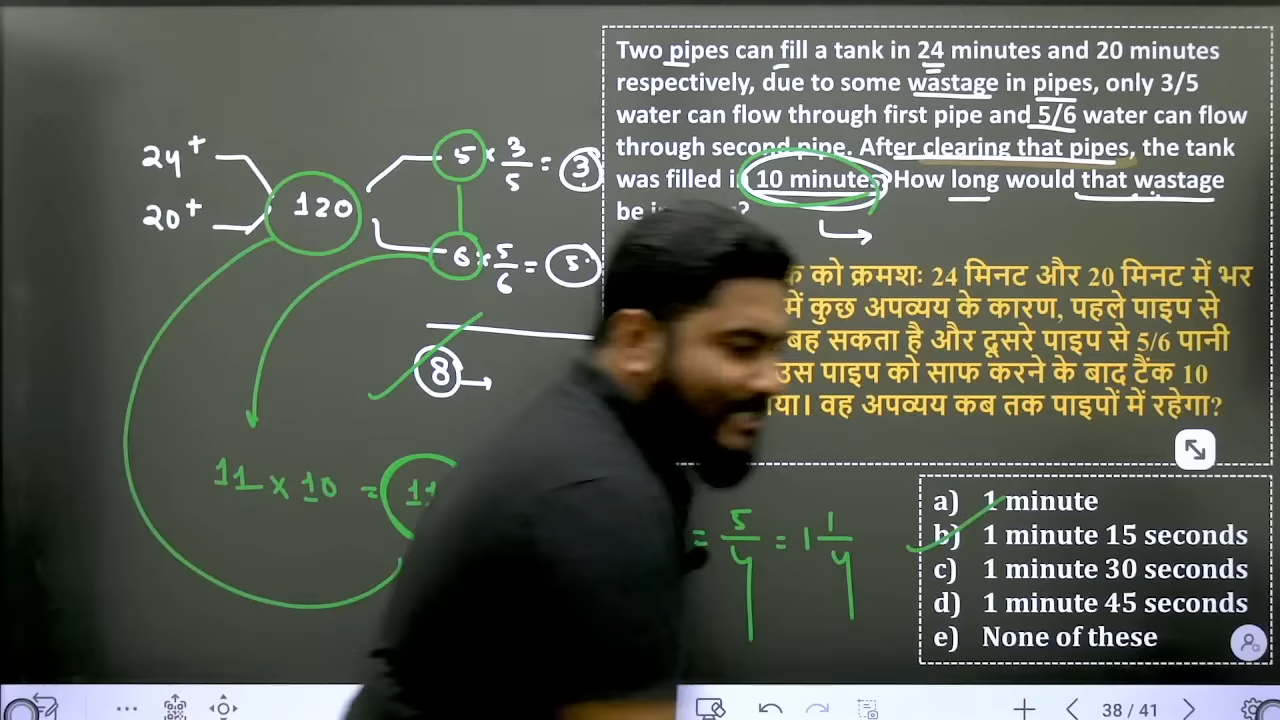 Two pipes can fill a tank in 24 minutes and 20 minutes
respectively, due to some wastage in pipes, only 3/5
water can flow through first pipe and 5/6 water can flow
through second pipe. After clearing that pipes, the tank
was filled in 10 minutes. How long would that wastage
be in ?
को क्रमशः 24 मिनट और 20 मिनट में भर
में कुछ अपव्यय के कारण, पहले पाइप से
बह सकता है और दूसरे पाइप से 5/6 पानी
उस पाइप को साफ करने के बाद टैंक 10
वह अपव्यय कब तक पाइपों में रहेगा?
24+
20+
120
5 × 3/5 = 3
6 × 5/6 = 5
8
11 × 10 = 11
= 5/4 = 1 1/4
a) 1 minute
b) 1 minute 15 seconds
c) 1 minute 30 seconds
d) 1 minute 45 seconds
e) None of these
38 / 41